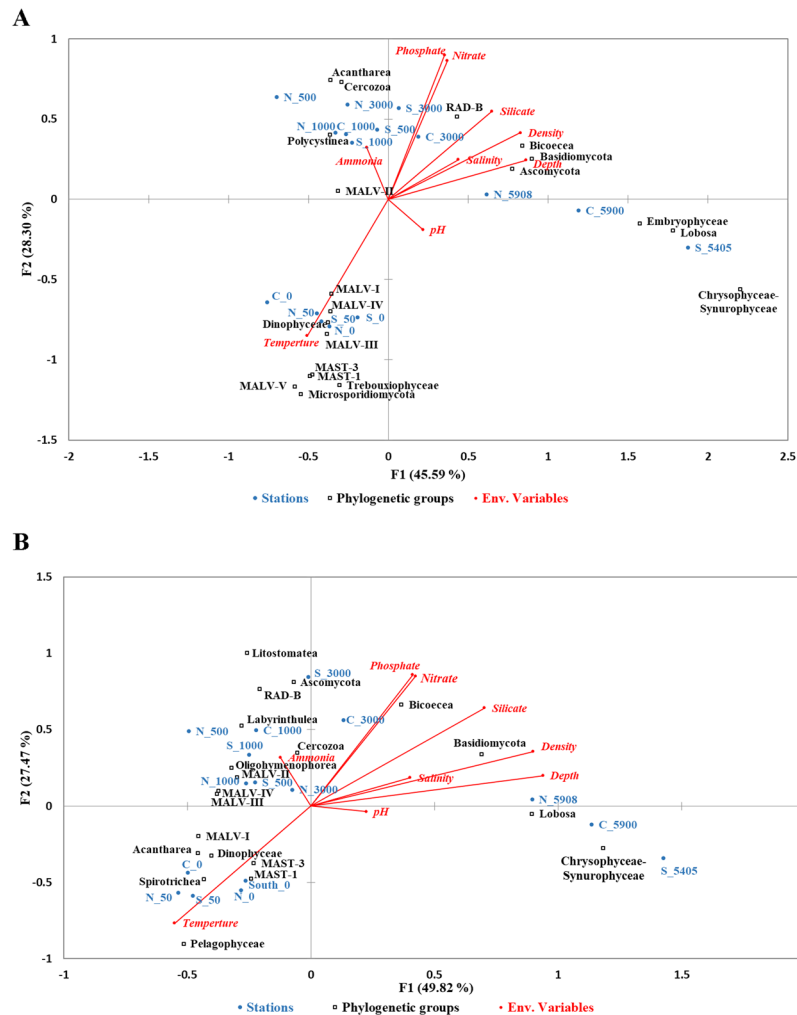 A
1
Phosphate
Nitrate
Acantharea
Cercozoa
N_500
N_3000
S_3000
RAD-B
Silicate
0.5
N_1000
C_1000
S_500
C_3000
Density
Polycystinea
S_1000
Bicoecea
Ammonia
Salinity
Basidiomycota
Depth
Ascomycota
MALV-II
N_5908
0
C_5900
pH
Embryophyceae
Lobosa
S_5405
F2 (28.30 %)
-0.5
MALV-I
Chrysophyceae-
Synurophyceae
C_0
MALV-IV
N_50
S_50
S_0
Dinophyceae
N_0
Temperture
MALV-III
-1
MAST-3
MAST-1
MALV-V
Trebouxiophyceae
Microsporidiomycota
-1.5
-2 -1.5 -1 -0.5 0 0.5 1 1.5 2 2.5
F1 (45.59 %)
Stations Phylogenetic groups Env. Variables
B
1.5
1
Litostomatea
Phosphate
S_3000
Nitrate
Ascomycota
RAD-B
Bicoecea
Silicate
Labyrinthulea
C_3000
0.5
N_500
C_1000
S_1000
Cercozoa
Basidiomycota
Density
Ammonia
Oligohymenophorea
MALV-II
Salinity
Depth
N_1000
S_500
N_3000
MALV-IV
MALV-III
N_5908
0
pH
Lobosa
C_5900
F2 (27.47 %)
MALV-I
Acantharea
Dinophyceae
MAST-3
Chrysophyceae-
Synurophyceae
S_5405
C_0
MAST-1
Spirotrichea
South_0
-0.5
N_50
S_50
N_0
Temperture
Pelagophyceae
-1
-1 -0.5 0 0.5 1 1.5
F1 (49.82 %)
Stations Phylogenetic groups Env. Variables